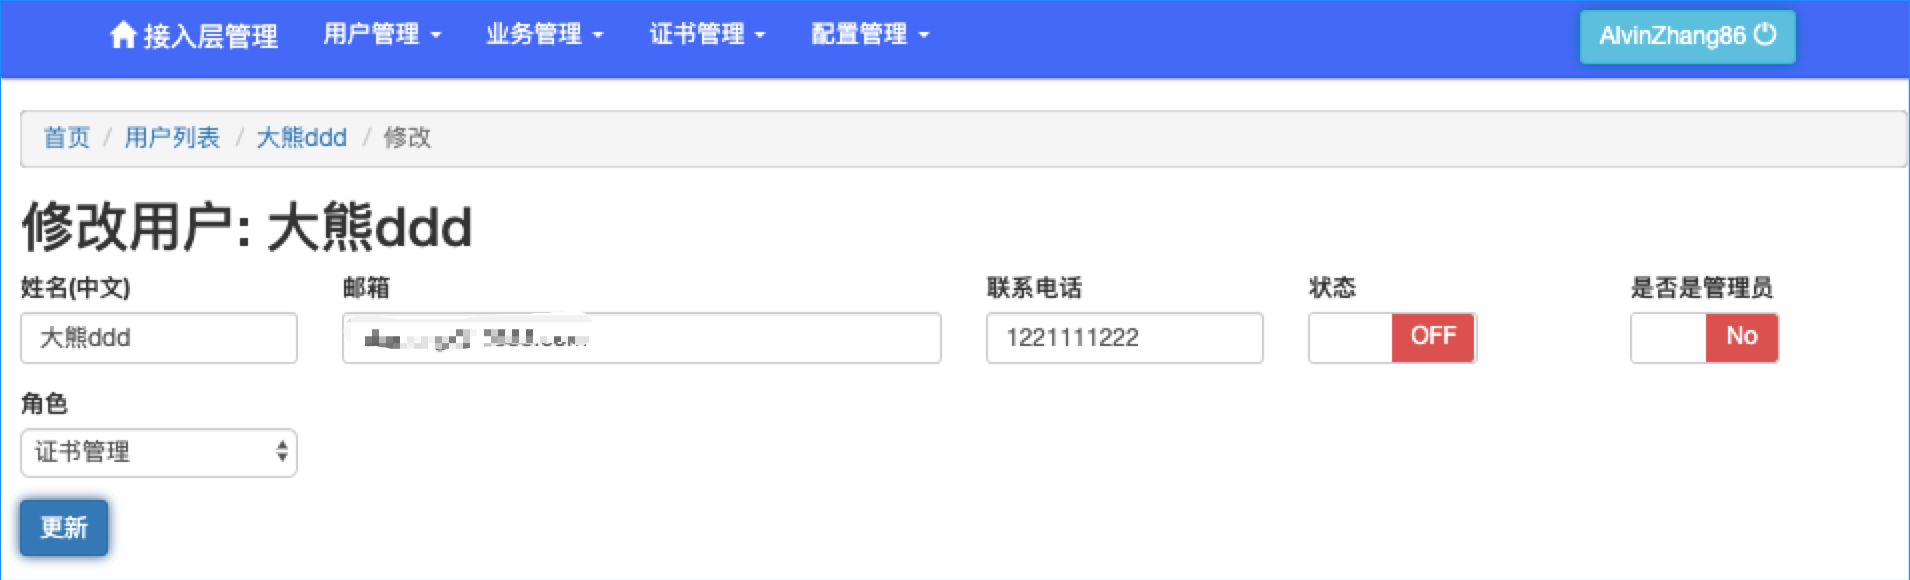 接入层管理 用户管理 业务管理 证书管理 配置管理 AlvinZhang86
首页 / 用户列表 / 大熊ddd / 修改
修改用户: 大熊ddd
姓名(中文) 邮箱 联系电话 状态 是否是管理员
大熊ddd 1221111222 OFF No
角色
证书管理
更新